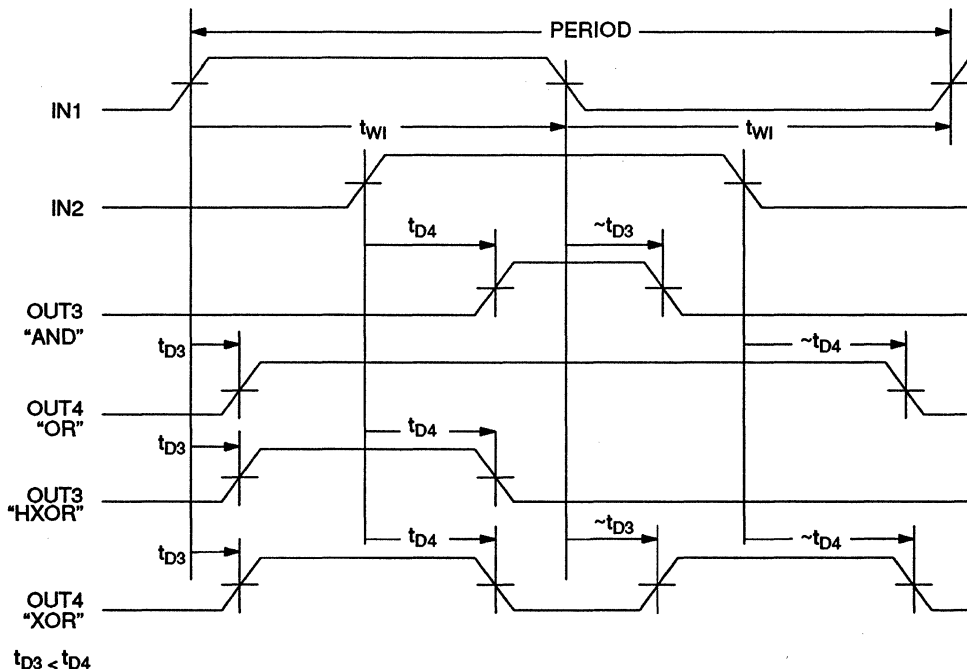 PERIOD
IN1
tWI tWI
IN2
tD4 ~tD3
OUT3
"AND"
tD3 ~tD4
OUT4
"OR"
tD3 tD4
OUT3
"HXOR"
tD3 tD4 ~tD3 ~tD4
OUT4
"XOR"
tD3 < tD4